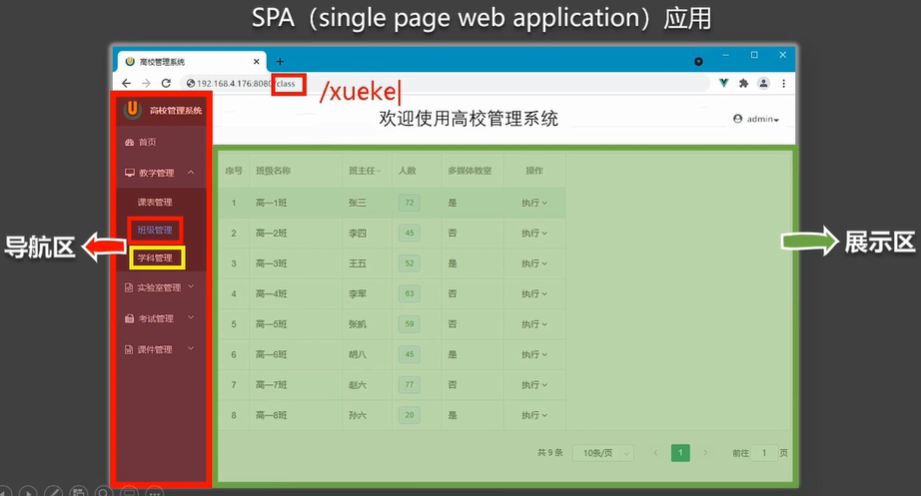 SPA（single page web application）应用
高校管理系统
192.168.4.176:8080/class
/xueke
高校管理系统
欢迎使用高校管理系统
admin
首页
教学管理
课表管理
班级管理
学科管理
实验室管理
考试管理
课件管理
导航区
展示区
序号 班级名称 班主任 人数 多媒体教室 操作
1 高一1班 张三 72 是 执行
2 高一2班 李四 45 否 执行
3 高一3班 王五 52 是 执行
4 高一4班 李军 63 否 执行
5 高一5班 张凯 50 否 执行
6 高一6班 胡八 45 是 执行
7 高一7班 赵六 77 否 执行
8 高一8班 孙六 20 是 执行
共 9 条 10条/页 1 前往 1 页